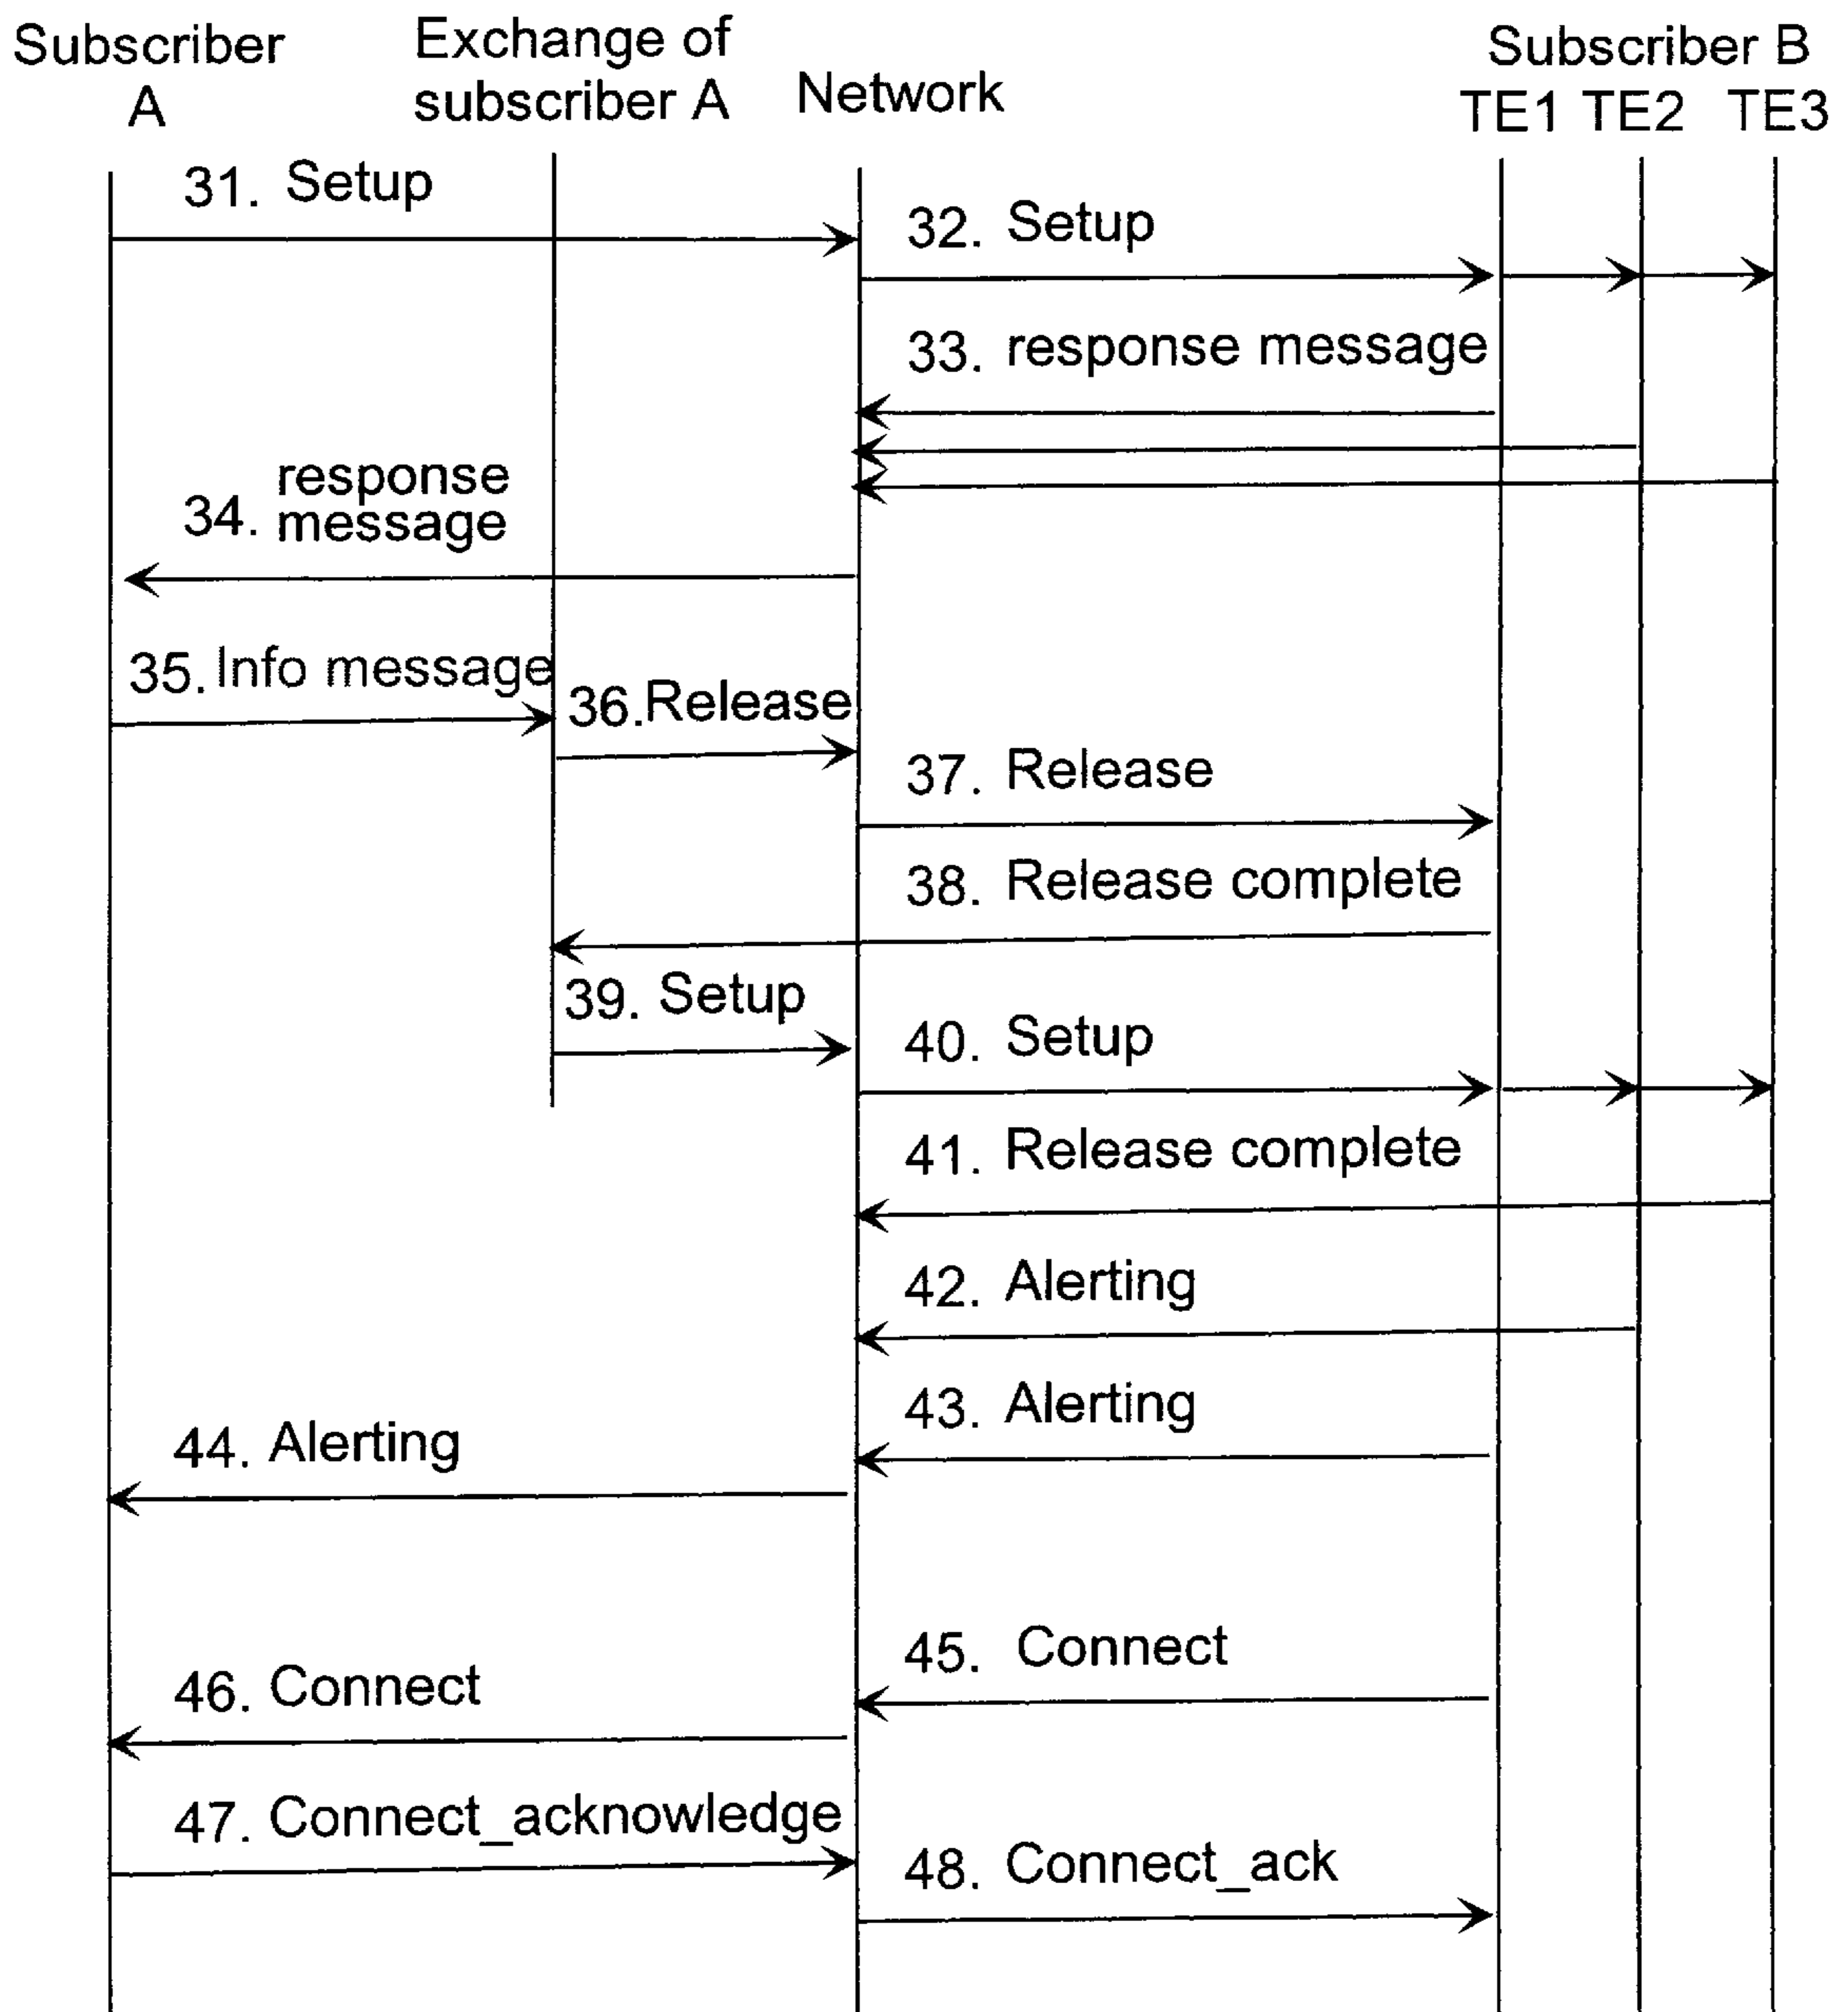 Subscriber
A
Exchange of
subscriber A
Network
Subscriber B
TE1 TE2 TE3
31. Setup
32. Setup
33. response message
34. response
message
35. Info message
36. Release
37. Release
38. Release complete
39. Setup
40. Setup
41. Release complete
42. Alerting
43. Alerting
44. Alerting
45. Connect
46. Connect
47. Connect_acknowledge
48. Connect_ack